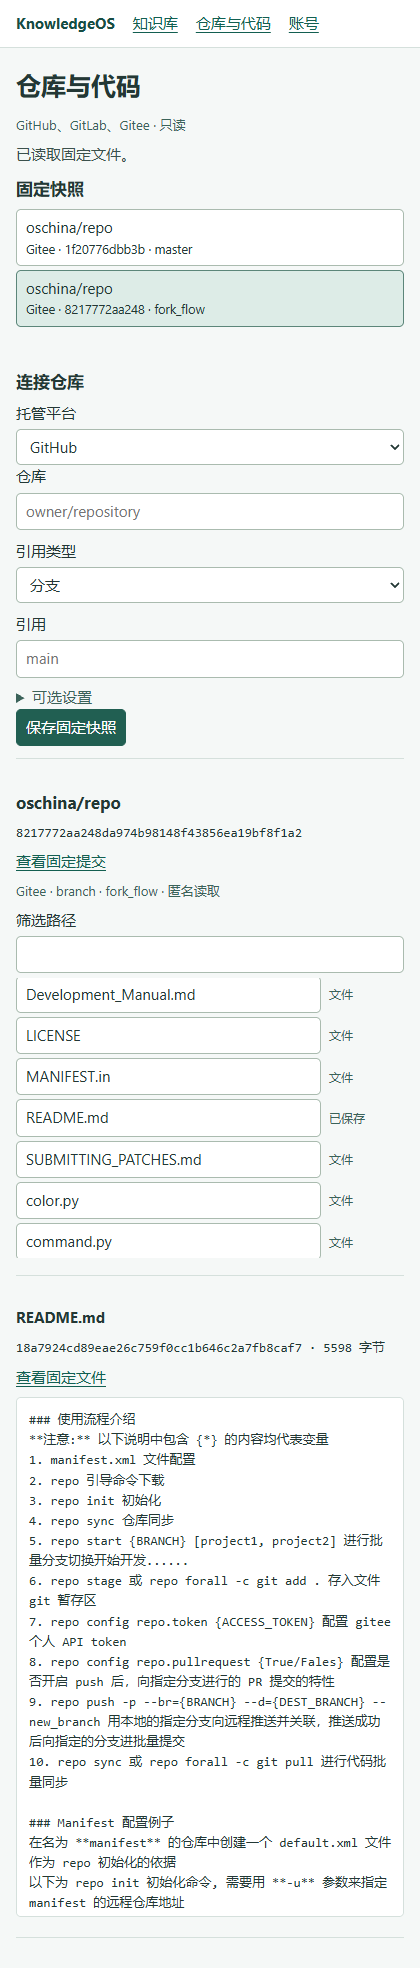 KnowledgeOS 知识库 仓库与代码 账号
仓库与代码
GitHub、GitLab、Gitee · 只读
已读取固定文件。
固定快照
oschina/repo
Gitee · 1f20776dbb3b · master
oschina/repo
Gitee · 8217772aa248 · fork_flow
连接仓库
托管平台
GitHub
仓库
owner/repository
引用类型
分支
引用
main
▶ 可选设置
保存固定快照
oschina/repo
8217772aa248da974b98148f43856ea19bf8f1a2
查看固定提交
Gitee · branch · fork_flow · 匿名读取
筛选路径
Development_Manual.md 文件
LICENSE 文件
MANIFEST.in 文件
README.md 已保存
SUBMITTING_PATCHES.md 文件
color.py 文件
command.py 文件
README.md
18a7924cd89eae26c759f0cc1b646c2a7fb8caf7 · 5598 字节
查看固定文件
### 使用流程介绍
**注意:** 以下说明中包含 {*} 的内容均代表变量
1. manifest.xml 文件配置
2. repo 引导命令下载
3. repo init 初始化
4. repo sync 仓库同步
5. repo start {BRANCH} [project1, project2] 进行批
量分支切换开始开发......
6. repo stage 或 repo forall -c git add . 存入文件
git 暂存区
7. repo config repo.token {ACCESS_TOKEN} 配置 gitee
个人 API token
8. repo config repo.pullrequest {True/Fales} 配置是
否开启 push 后，向指定分支进行的 PR 提交的特性
9. repo push -p --br={BRANCH} --d={DEST_BRANCH} --
new_branch 用本地的指定分支向远程推送并关联，推送成功
后向指定的分支进批量提交
10. repo sync 或 repo forall -c git pull 进行代码批
量同步
### Manifest 配置例子
在名为 **manifest** 的仓库中创建一个 default.xml 文件
作为 repo 初始化的依据
以下为 repo init 初始化命令, 需要用 **-u** 参数来指定
manifest 的远程仓库地址